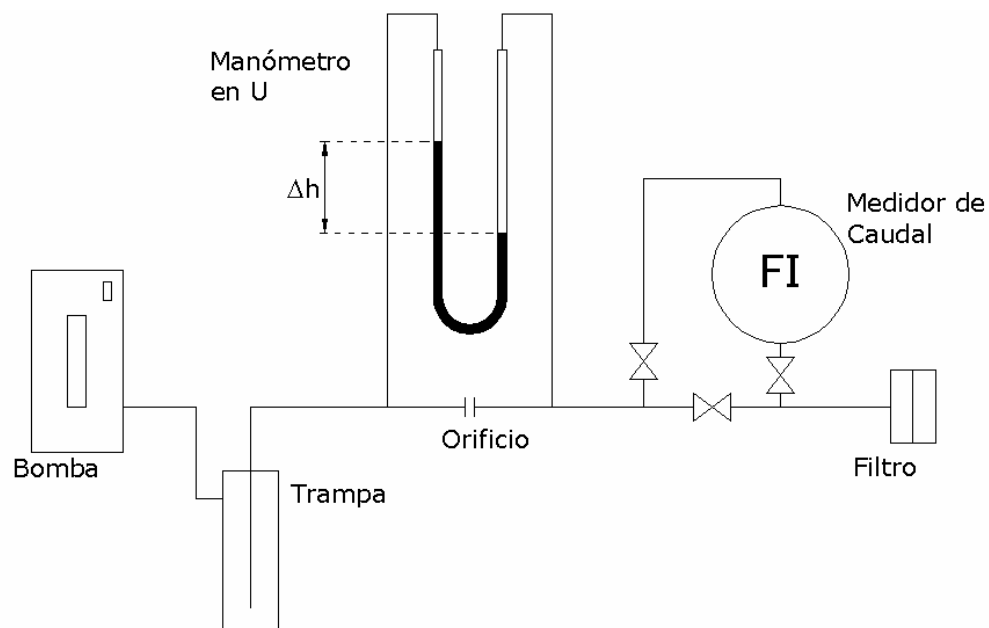 Manómetro
en U
Δh
Medidor de
Caudal
FI
Orificio
Bomba
Trampa
Filtro